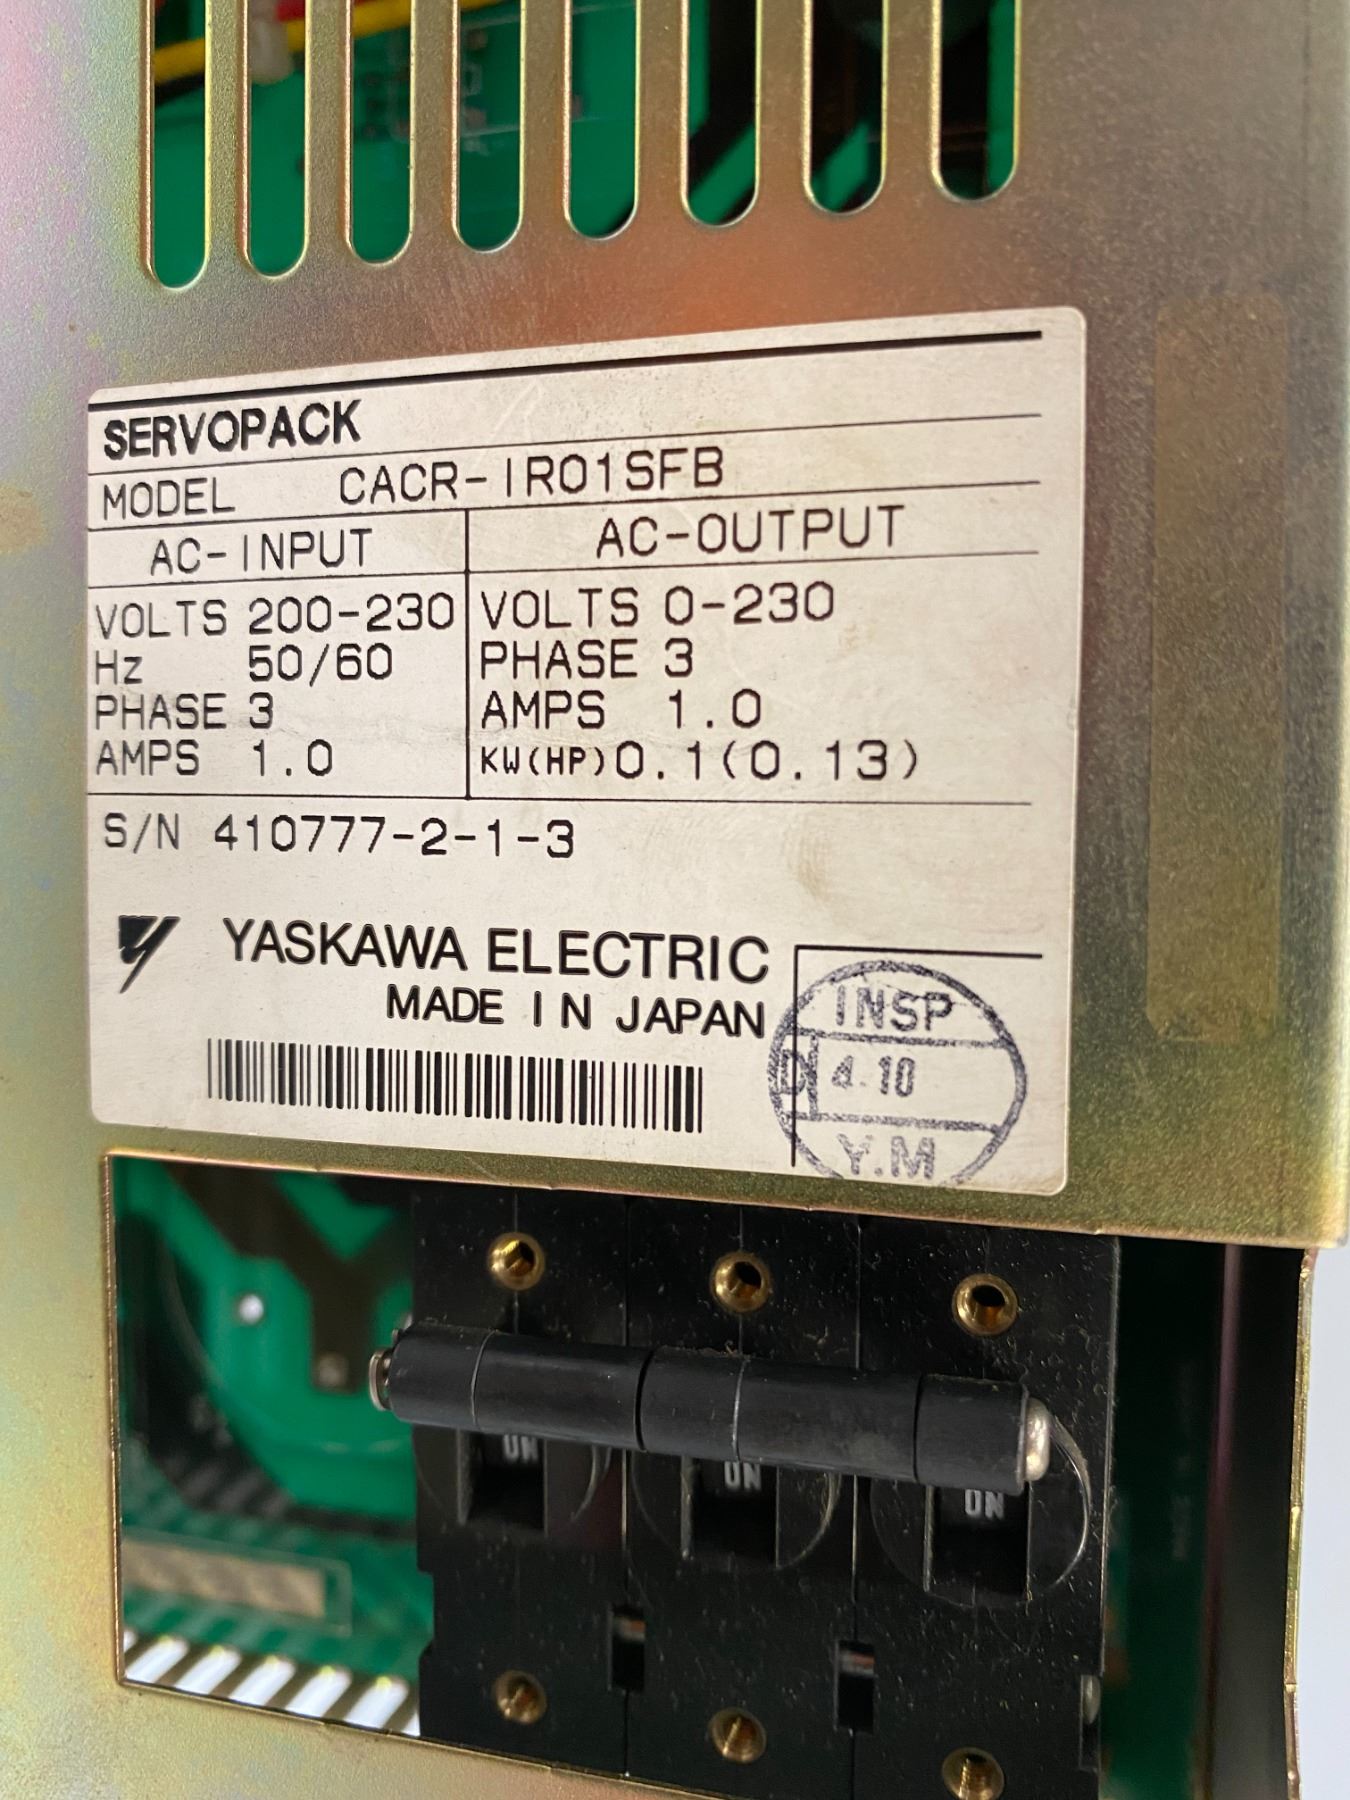 SERVOPACK
MODEL CACR-IR01SFB
AC-INPUT AC-OUTPUT
VOLTS 200-230 VOLTS 0-230
Hz 50/60 PHASE 3
PHASE 3 AMPS 1.0
AMPS 1.0 KW(HP)0.1(0.13)
S/N 410777-2-1-3
YASKAWA ELECTRIC
MADE IN JAPAN
INSP
D 4 10
Y.M
ON ON ON